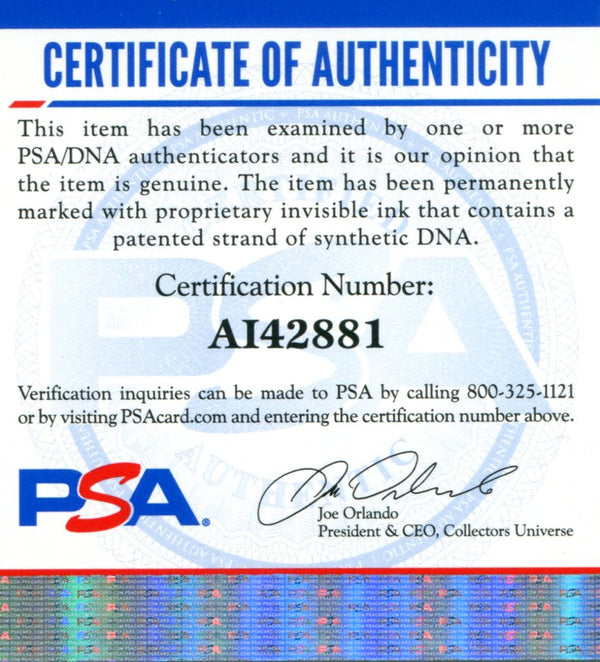 CERTIFICATE OF AUTHENTICITY
This item has been examined by one or more
PSA/DNA authenticators and it is our opinion that
the item is genuine. The item has been permanently
marked with proprietary invisible ink that contains a
patented strand of synthetic DNA.
Certification Number:
AI42881
Verification inquiries can be made to PSA by calling 800-325-1121
or by visiting PSAcard.com and entering the certification number above.
PSA®
Joe Orlando
President & CEO, Collectors Universe